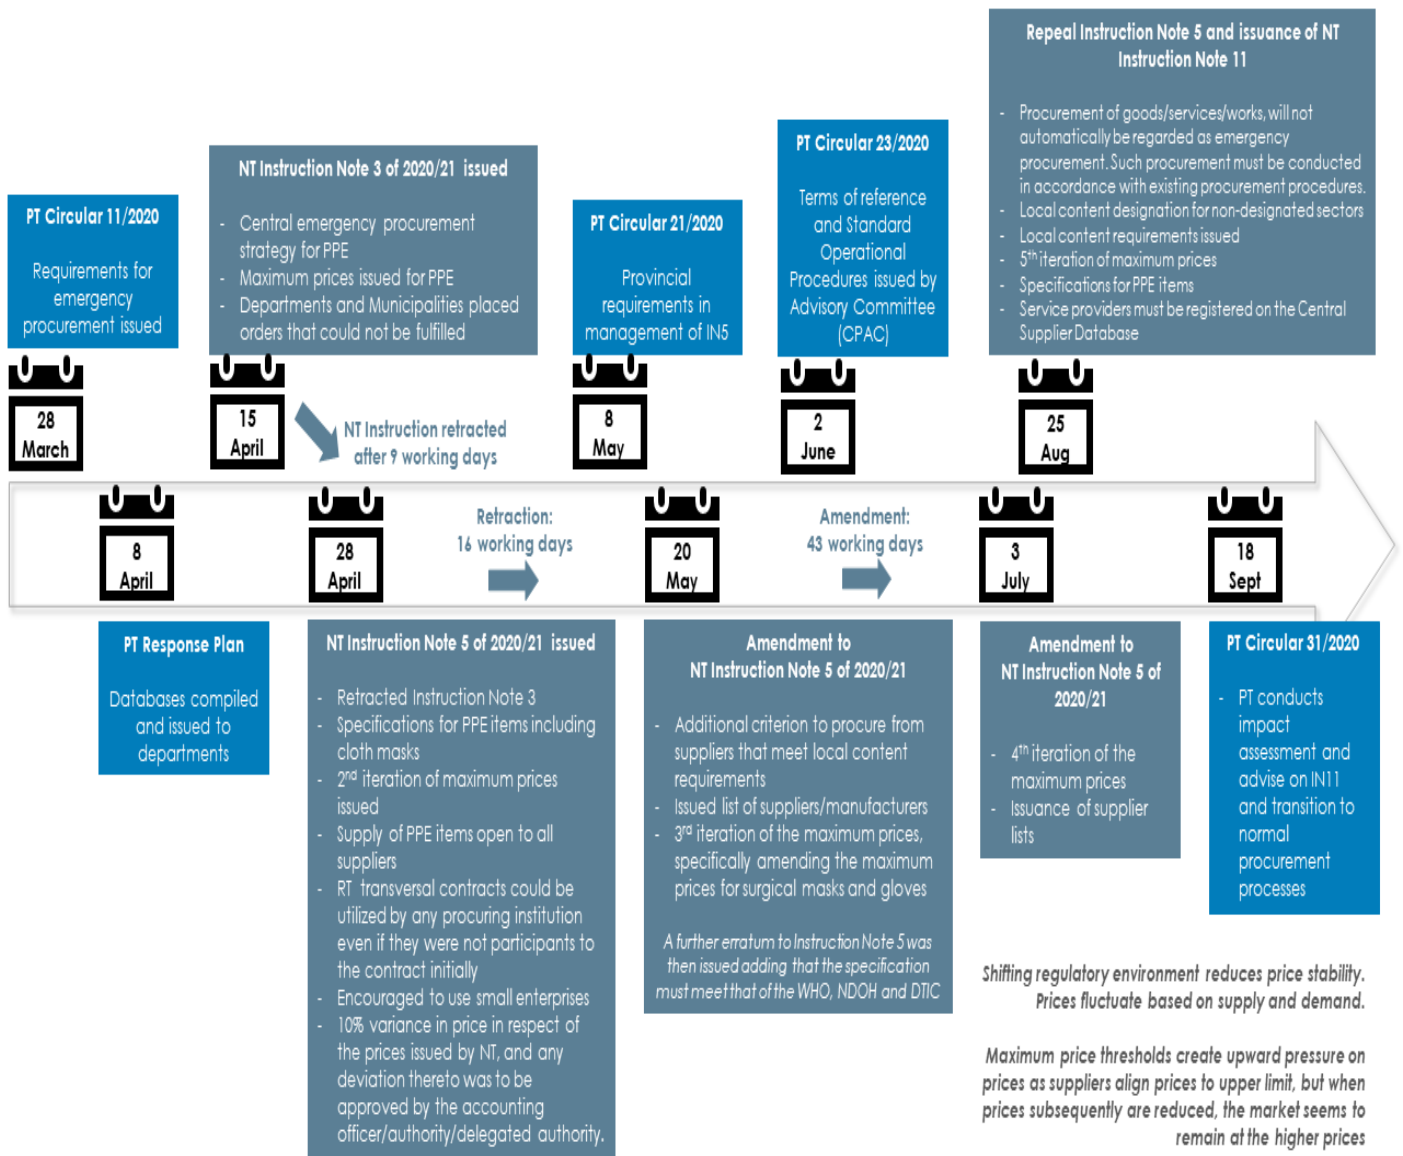 PT Circular 11/2020
Requirements for
emergency
procurement issued
28
March
NT Instruction Note 3 of 2020/21 issued
- Central emergency procurement
strategy for PPE
- Maximum prices issued for PPE
- Departments and Municipalities placed
orders that could not be fulfilled
15
April
NT Instruction retracted
after 9 working days
PT Circular 21/2020
Provincial
requirements in
management of IN5
8
May
PT Circular 23/2020
Terms of reference
and Standard
Operational
Procedures issued by
Advisory Committee
(CPAC)
2
June
Repeal Instruction Note 5 and issuance of NT
Instruction Note 11
- Procurement of goods/services/works, will not
automatically be regarded as emergency
procurement. Such procurement must be conducted
in accordance with existing procurement procedures.
- Local content designation for non-designated sectors
- Local content requirements issued
- 5th iteration of maximum prices
- Specifications for PPE items
- Service providers must be registered on the Central
Supplier Database
25
Aug
8
April
PT Response Plan
Databases compiled
and issued to
departments
28
April
NT Instruction Note 5 of 2020/21 issued
- Retracted Instruction Note 3
- Specifications for PPE items including
cloth masks
- 2nd iteration of maximum prices
issued
- Supply of PPE items open to all
suppliers
- RT transversal contracts could be
utilized by any procuring institution
even if they were not participants to
the contract initially
- Encouraged to use small enterprises
- 10% variance in price in respect of
the prices issued by NT, and any
deviation thereto was to be
approved by the accounting
officer/authority/delegated authority.
Retraction:
16 working days
20
May
Amendment to
NT Instruction Note 5 of 2020/21
- Additional criterion to procure from
suppliers that meet local content
requirements
- Issued list of suppliers/manufacturers
- 3rd iteration of the maximum prices,
specifically amending the maximum
prices for surgical masks and gloves
A further erratum to Instruction Note 5 was
then issued adding that the specification
must meet that of the WHO, NDOH and DTIC
Amendment:
43 working days
3
July
Amendment to
NT Instruction Note 5 of
2020/21
- 4th iteration of the
maximum prices
- Issuance of supplier
lists
18
Sept
PT Circular 31/2020
- PT conducts
impact
assessment and
advise on IN11
and transition to
normal
procurement
processes
Shifting regulatory environment reduces price stability.
Prices fluctuate based on supply and demand.
Maximum price thresholds create upward pressure on
prices as suppliers align prices to upper limit, but when
prices subsequently are reduced, the market seems to
remain at the higher prices